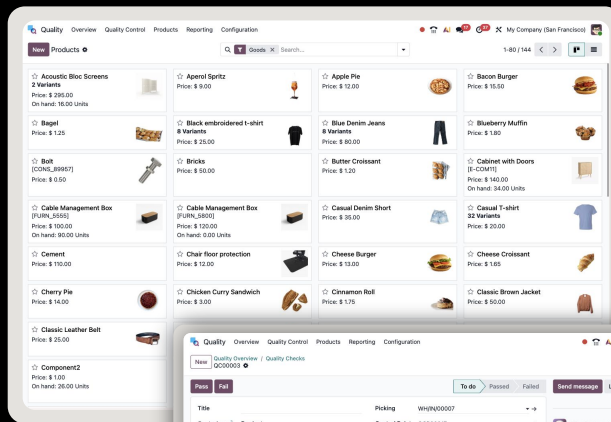 Quality Overview Quality Control Products Reporting Configuration
My Company (San Francisco)
New Products
Goods Search...
1-80 / 144
Acoustic Bloc Screens
2 Variants
Price: $ 295.00
On hand: 16.00 Units
Aperol Spritz
Price: $ 9.00
Apple Pie
Price: $ 12.00
Bacon Burger
Price: $ 15.50
Bagel
Price: $ 1.25
Black embroidered t-shirt
8 Variants
Price: $ 25.00
Blue Denim Jeans
8 Variants
Price: $ 80.00
Blueberry Muffin
Price: $ 1.80
Bolt
[CONS_89957]
Price: $ 0.50
Bricks
Price: $ 50.00
Butter Croissant
Price: $ 1.20
Cabinet with Doors
[E-COM11]
Price: $ 140.00
On hand: 34.00 Units
Cable Management Box
[FURN_5555]
Price: $ 100.00
On hand: 90.00 Units
Cable Management Box
[FURN_5800]
Price: $ 120.00
On hand: 0.00 Units
Casual Denim Short
Price: $ 35.00
Casual T-shirt
32 Variants
Price: $ 20.00
Cement
Price: $ 110.00
Chair floor protection
Price: $ 12.00
Cheese Burger
Price: $ 13.00
Cheese Croissant
Price: $ 1.65
Cherry Pie
Price: $ 14.00
Chicken Curry Sandwich
Price: $ 3.00
Cinnamon Roll
Price: $ 1.75
Classic Brown Jacket
Price: $ 50.00
Classic Leather Belt
Price: $ 25.00
Component2
Price: $ 1.00
On hand: 26.00 Units
Quality Overview Quality Control Products Reporting Configuration
New Quality Overview / Quality Checks
QC00003
Pass Fail To do Passed Failed Send message
Title Picking WH/IN/00007